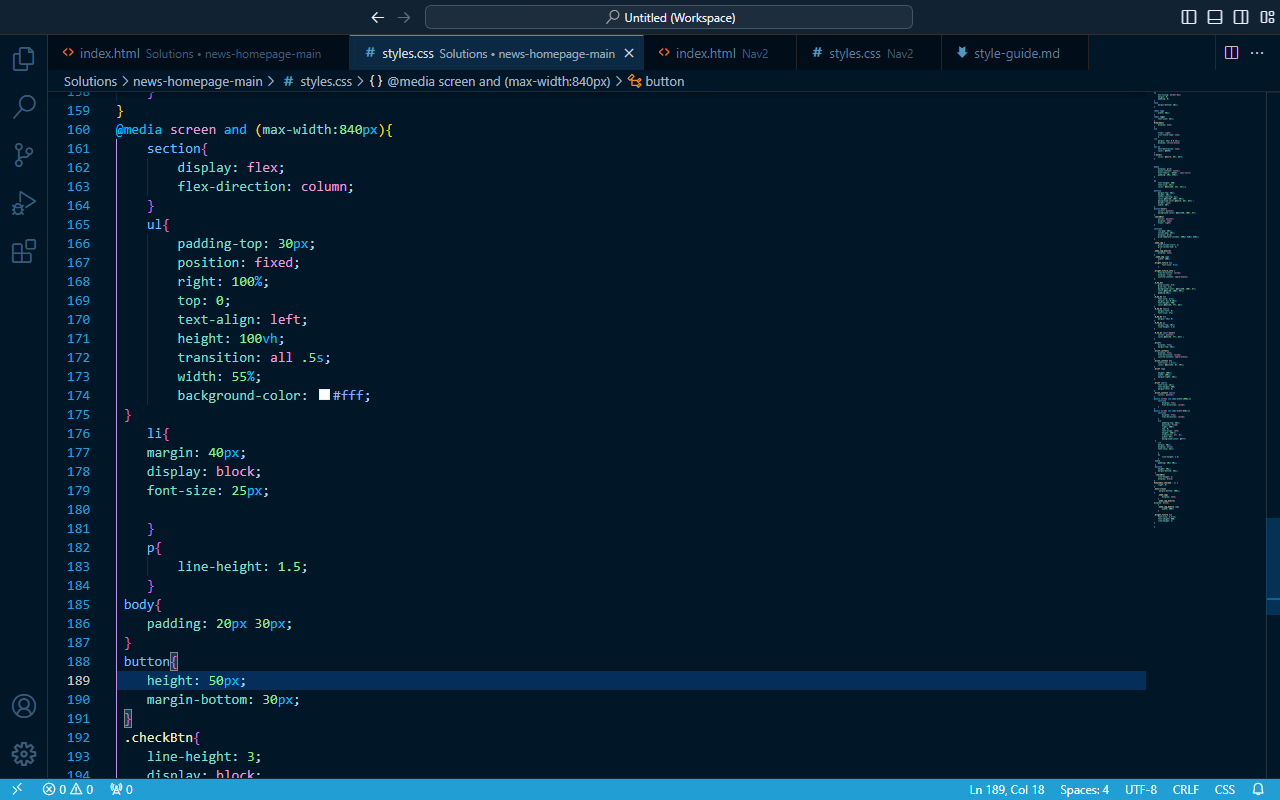 Untitled (Workspace)
index.html Solutions • news-homepage-main
styles.css Solutions • news-homepage-main
index.html Nav2
styles.css Nav2
style-guide.md
Solutions > news-homepage-main > # styles.css > {} @media screen and (max-width:840px) > button
158 }
159 }
160 @media screen and (max-width:840px){
161 section{
162 display: flex;
163 flex-direction: column;
164 }
165 ul{
166 padding-top: 30px;
167 position: fixed;
168 right: 100%;
169 top: 0;
170 text-align: left;
171 height: 100vh;
172 transition: all .5s;
173 width: 55%;
174 background-color: #fff;
175 }
176 li{
177 margin: 40px;
178 display: block;
179 font-size: 25px;
180
181 }
182 p{
183 line-height: 1.5;
184 }
185 body{
186 padding: 20px 30px;
187 }
188 button{
189 height: 50px;
190 margin-bottom: 30px;
191 }
192 .checkBtn{
193 line-height: 3;
194 display: block;
0 0 0
Ln 189, Col 18 Spaces: 4 UTF-8 CRLF CSS